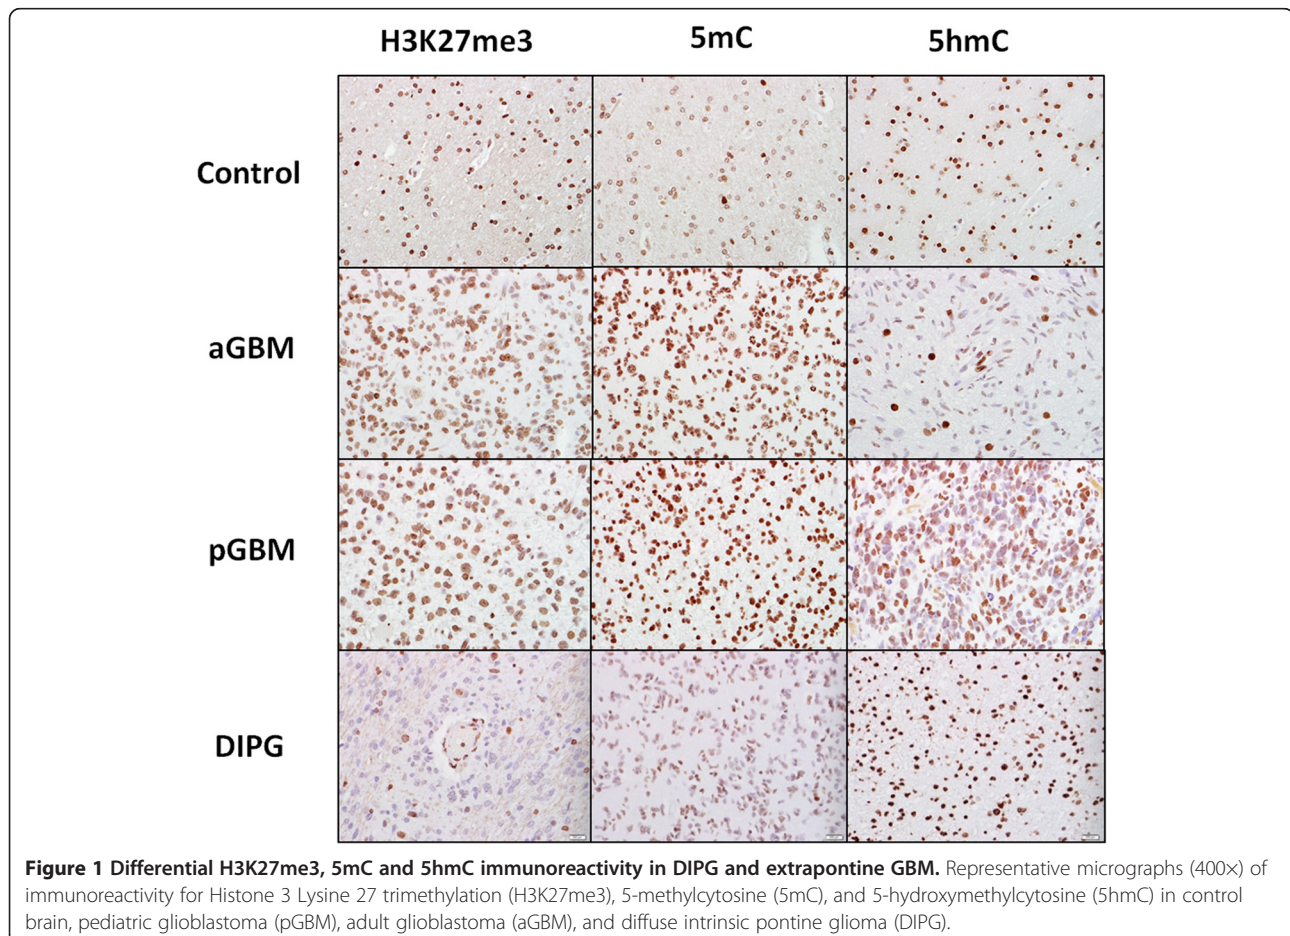 H3K27me3 5mC 5hmC
Control
aGBM
pGBM
DIPG
Figure 1 Differential H3K27me3, 5mC and 5hmC immunoreactivity in DIPG and extrapontine GBM. Representative micrographs (400×) of
immunoreactivity for Histone 3 Lysine 27 trimethylation (H3K27me3), 5-methylcytosine (5mC), and 5-hydroxymethylcytosine (5hmC) in control
brain, pediatric glioblastoma (pGBM), adult glioblastoma (aGBM), and diffuse intrinsic pontine glioma (DIPG).